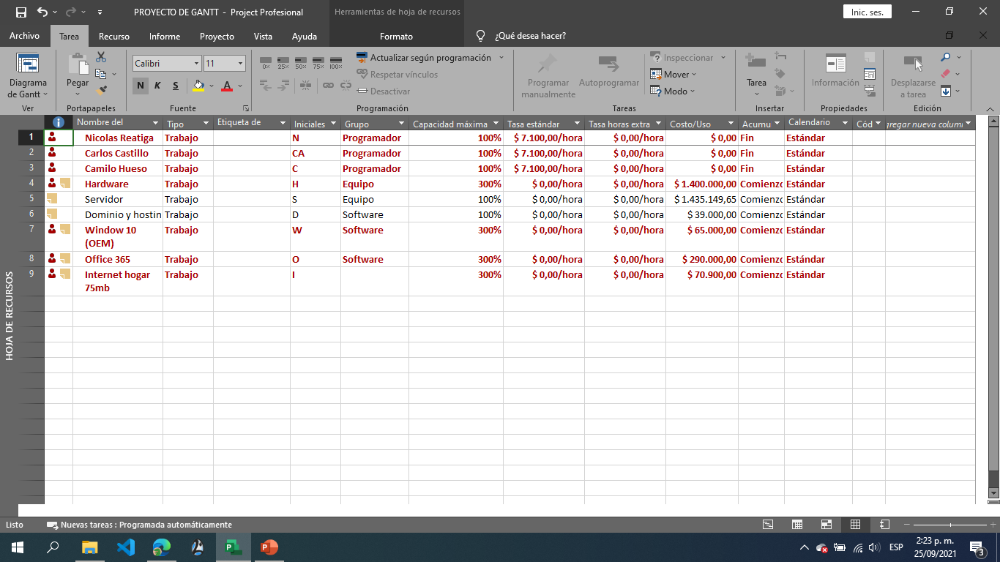 PROYECTO DE GANTT - Project Profesional
Herramientas de hoja de recursos
Inic. ses.
Archivo Tarea Recurso Informe Proyecto Vista Ayuda Formato ¿Qué desea hacer?
Diagrama de Gantt
Ver
Pegar
Portapapeles
Calibri 11
N K S A
Fuente
0% 25% 50% 75% 100%
Actualizar según programación
Respetar vínculos
Desactivar
Programación
Programar manualmente
Autoprogramar
Inspeccionar
Mover
Modo
Tareas
Tarea
Insertar
Información
Propiedades
Desplazarse a tarea
Edición
Nombre del Tipo Etiqueta de Iniciales Grupo Capacidad máxima Tasa estándar Tasa horas extra Costo/Uso Acumu Calendario Cód gregar nueva colum
1 Nicolas Reatiga Trabajo N Programador 100% $ 7.100,00/hora $ 0,00/hora $ 0,00 Fin Estándar
2 Carlos Castillo Trabajo CA Programador 100% $ 7.100,00/hora $ 0,00/hora $ 0,00 Fin Estándar
3 Camilo Hueso Trabajo C Programador 100% $ 7.100,00/hora $ 0,00/hora $ 0,00 Fin Estándar
4 Hardware Trabajo H Equipo 300% $ 0,00/hora $ 0,00/hora $ 1.400.000,00 Comienzo Estándar
5 Servidor Trabajo S Equipo 100% $ 0,00/hora $ 0,00/hora $ 1.435.149,65 Comienzo Estándar
6 Dominio y hostin Trabajo D Software 100% $ 0,00/hora $ 0,00/hora $ 39.000,00 Comienzo Estándar
7 Window 10 (OEM) Trabajo W Software 300% $ 0,00/hora $ 0,00/hora $ 65.000,00 Comienzo Estándar
8 Office 365 Trabajo O Software 300% $ 0,00/hora $ 0,00/hora $ 290.000,00 Comienzo Estándar
9 Internet hogar 75mb Trabajo I 300% $ 0,00/hora $ 0,00/hora $ 70.900,00 Comienzo Estándar
HOJA DE RECURSOS
Listo Nuevas tareas : Programada automáticamente
ESP
2:23 p. m.
25/09/2021
3